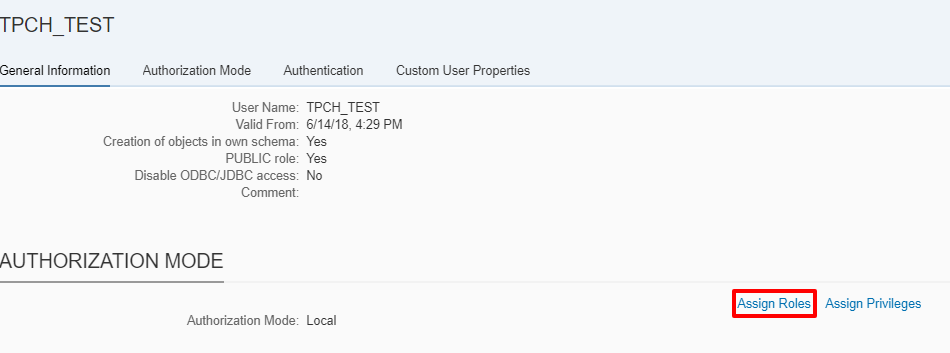 TPCH_TEST
General Information Authorization Mode Authentication Custom User Properties
User Name: TPCH_TEST
Valid From: 6/14/18, 4:29 PM
Creation of objects in own schema: Yes
PUBLIC role: Yes
Disable ODBC/JDBC access: No
Comment:
AUTHORIZATION MODE
Assign Roles Assign Privileges
Authorization Mode: Local